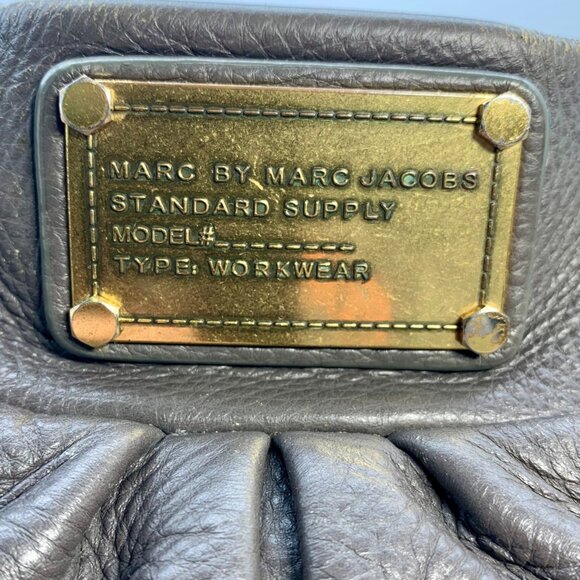 MARC BY MARC JACOBS
STANDARD SUPPLY
MODEL#_________
TYPE: WORKWEAR